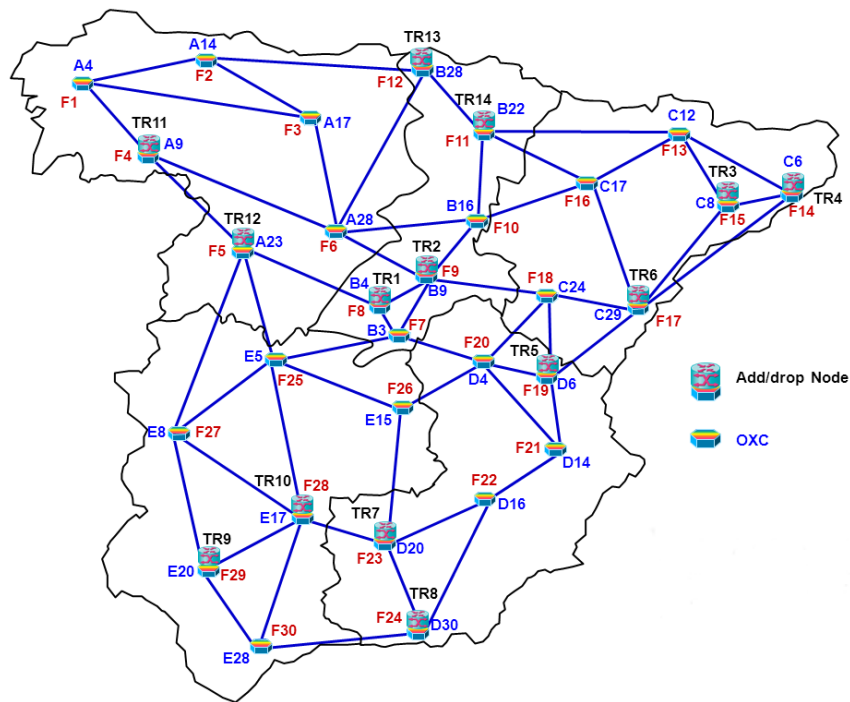 A14
TR13
A4
F2
F12
B28
F1
TR14
B22
TR11
F3
A17
F11
C12
A9
F4
F13
C6
TR3
C17
F16
C8
F15
TR4
F14
B16
TR12
A28
F10
A23
F6
TR2
F5
F9
B4
TR1
B9
F18
C24
TR6
F8
C29
F17
B3
F7
F20
TR5
E5
F25
D4
F19
D6
F26
Add/drop Node
E15
E8
F27
F21
D14
OXC
TR10
F28
F22
E17
TR7
D16
TR9
F23
D20
E20
F29
TR8
F30
F24
D30
E28